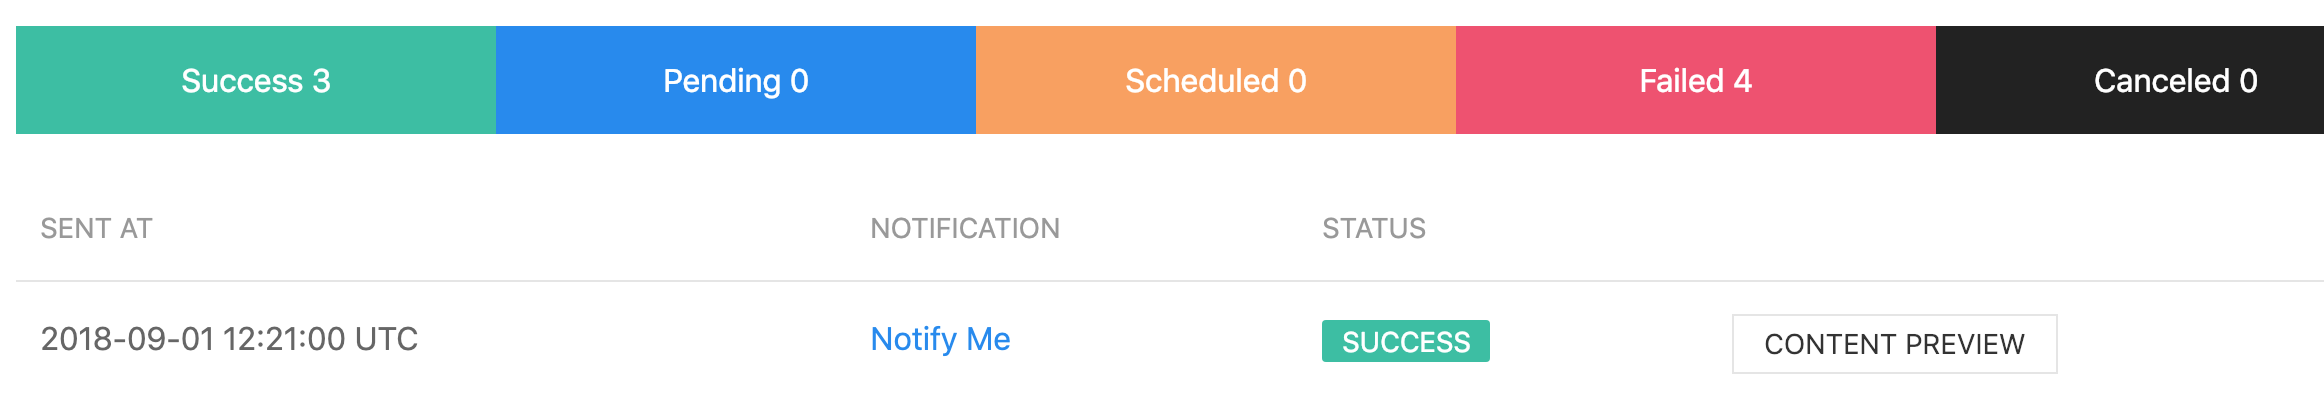 Success 3 Pending 0 Scheduled 0 Failed 4 Canceled 0
SENT AT NOTIFICATION STATUS
2018-09-01 12:21:00 UTC Notify Me SUCCESS CONTENT PREVIEW